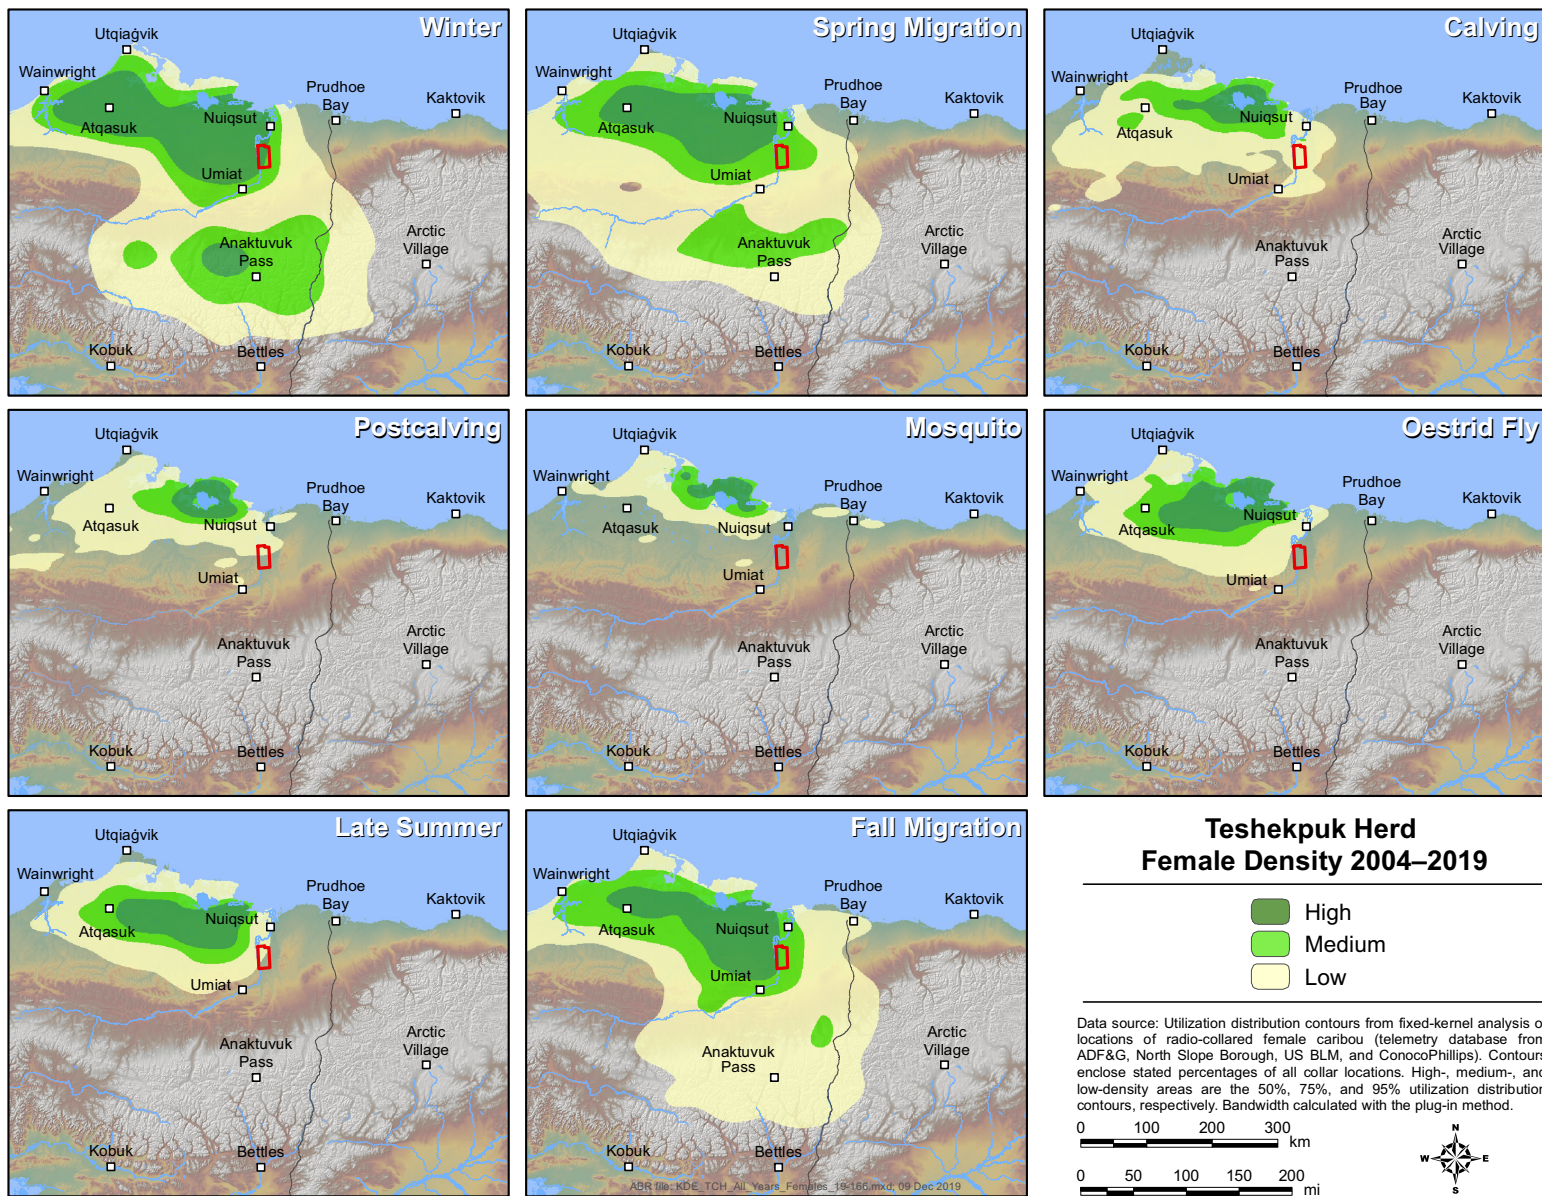 Winter
Utqiaġvik
Wainwright
Prudhoe
Bay
Kaktovik
Atqasuk
Nuiqsut
Umiat
Anaktuvuk
Pass
Arctic
Village
Kobuk
Bettles
Spring Migration
Utqiaġvik
Wainwright
Prudhoe
Bay
Kaktovik
Atqasuk
Nuiqsut
Umiat
Anaktuvuk
Pass
Arctic
Village
Kobuk
Bettles
Calving
Utqiaġvik
Wainwright
Prudhoe
Bay
Kaktovik
Atqasuk
Nuiqsut
Umiat
Anaktuvuk
Pass
Arctic
Village
Kobuk
Bettles
Postcalving
Utqiaġvik
Wainwright
Prudhoe
Bay
Kaktovik
Atqasuk
Nuiqsut
Umiat
Anaktuvuk
Pass
Arctic
Village
Kobuk
Bettles
Mosquito
Utqiaġvik
Wainwright
Prudhoe
Bay
Kaktovik
Atqasuk
Nuiqsut
Umiat
Anaktuvuk
Pass
Arctic
Village
Kobuk
Bettles
Oestrid Fly
Utqiaġvik
Wainwright
Prudhoe
Bay
Kaktovik
Atqasuk
Nuiqsut
Umiat
Anaktuvuk
Pass
Arctic
Village
Kobuk
Bettles
Late Summer
Utqiaġvik
Wainwright
Prudhoe
Bay
Kaktovik
Atqasuk
Nuiqsut
Umiat
Anaktuvuk
Pass
Arctic
Village
Kobuk
Bettles
Fall Migration
Utqiaġvik
Wainwright
Prudhoe
Bay
Kaktovik
Atqasuk
Nuiqsut
Umiat
Anaktuvuk
Pass
Arctic
Village
Kobuk
Bettles
ABR file: KDE_TCH_All_Years_Females_19-166.mxd, 09 Dec 2019
Teshekpuk Herd
Female Density 2004–2019
High
Medium
Low
Data source: Utilization distribution contours from fixed-kernel analysis o
locations of radio-collared female caribou (telemetry database from
ADF&G, North Slope Borough, US BLM, and ConocoPhillips). Contours
enclose stated percentages of all collar locations. High-, medium-, and
low-density areas are the 50%, 75%, and 95% utilization distribution
contours, respectively. Bandwidth calculated with the plug-in method.
0 100 200 300
km
0 50 100 150 200
mi
N
W E
S